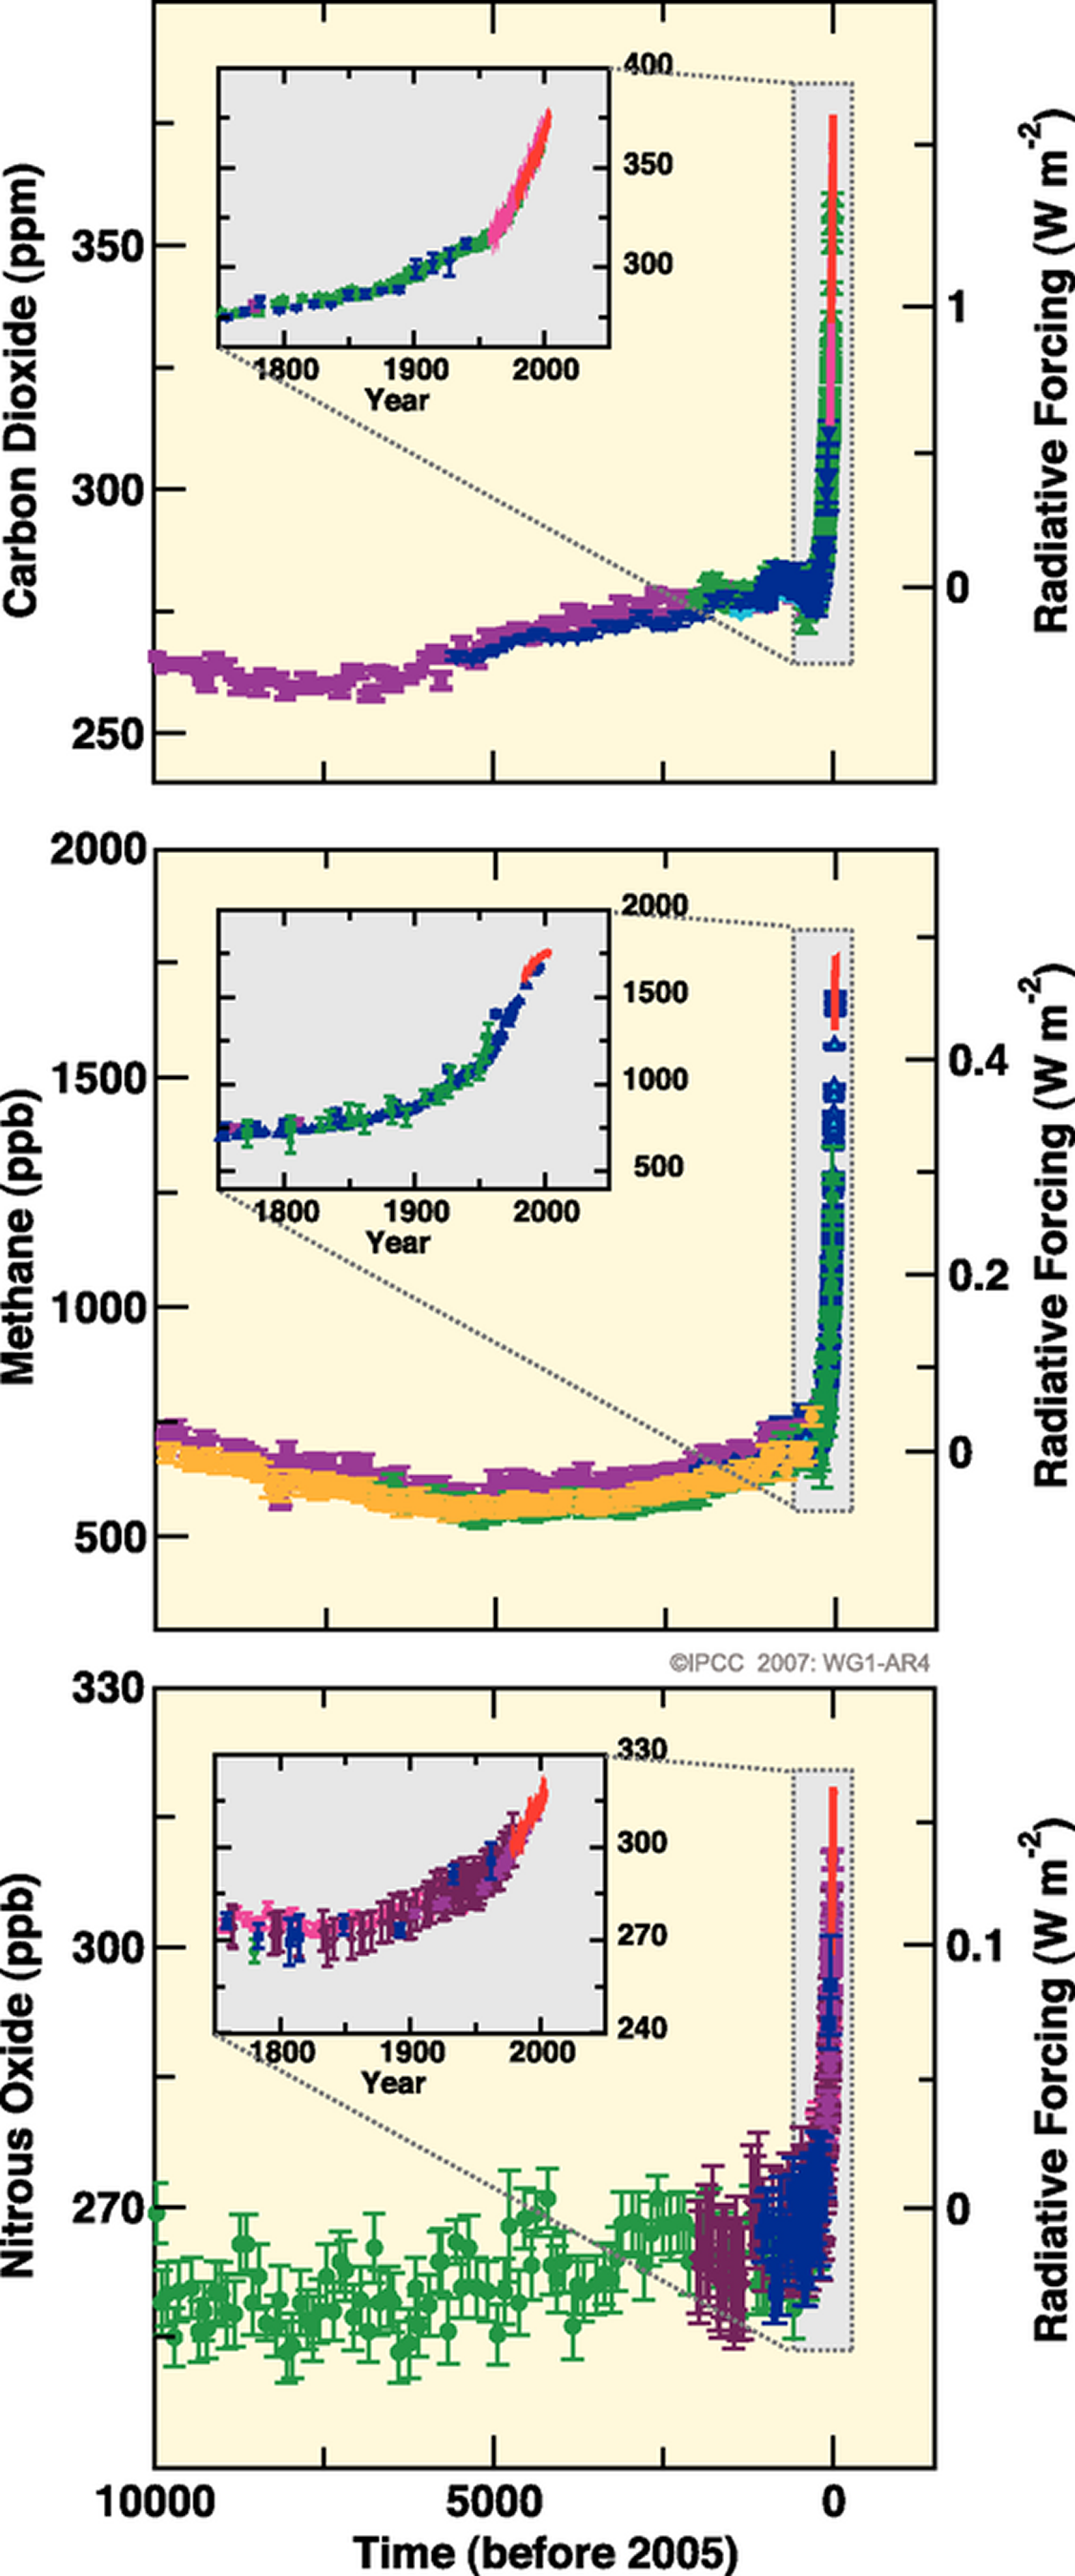 Carbon Dioxide (ppm)
350
300
250
400
350
300
1800 1900 2000
Year
1
0
Radiative Forcing (W m-2)
Methane (ppb)
2000
1500
1000
500
2000
1500
1000
500
1800 1900 2000
Year
0.4
0.2
0
Radiative Forcing (W m-2)
©IPCC 2007: WG1-AR4
Nitrous Oxide (ppb)
330
300
270
330
300
270
240
1800 1900 2000
Year
0.1
0
Radiative Forcing (W m-2)
10000 5000 0
Time (before 2005)